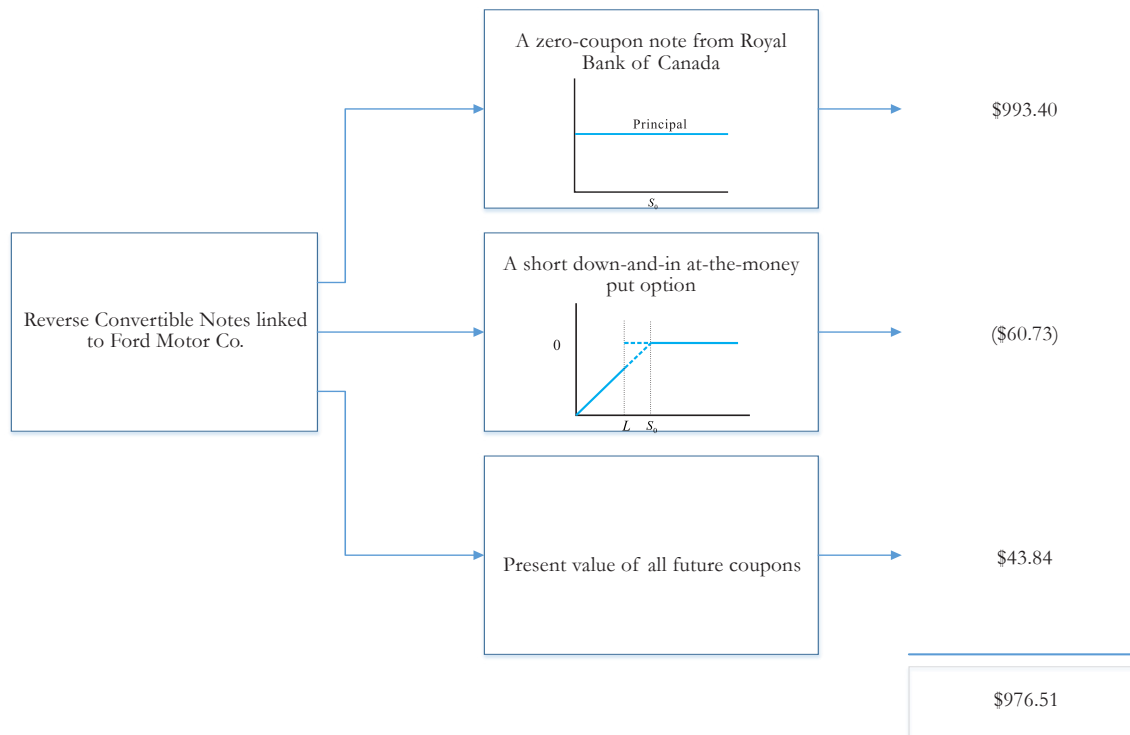 A zero-coupon note from Royal
Bank of Canada
Principal
S₀
$993.40
Reverse Convertible Notes linked
to Ford Motor Co.
A short down-and-in at-the-money
put option
0
L S₀
($60.73)
Present value of all future coupons
$43.84
$976.51